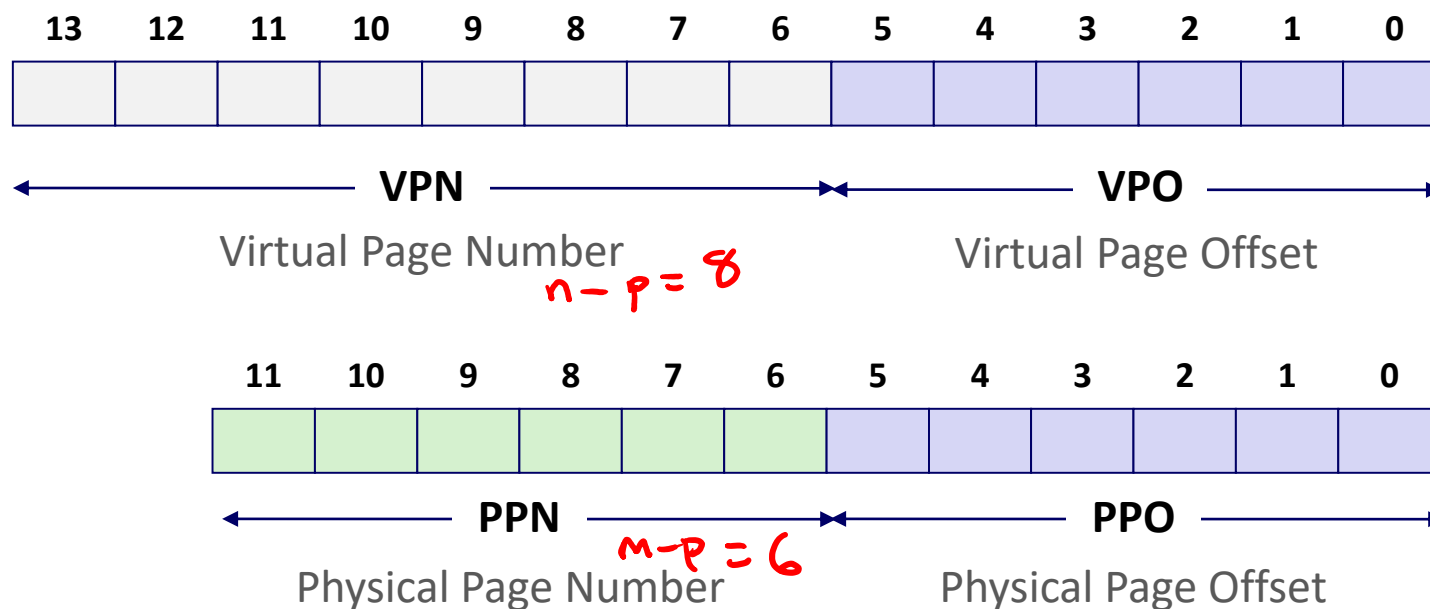 13 12 11 10 9 8 7 6 5 4 3 2 1 0
VPN VPO
Virtual Page Number Virtual Page Offset
n-p=8
11 10 9 8 7 6 5 4 3 2 1 0
PPN PPO
m-p=6
Physical Page Number Physical Page Offset